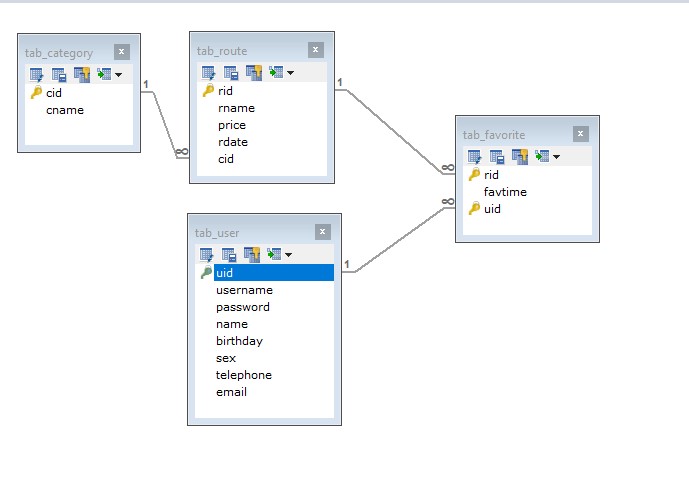 tab_category x
cid
cname
tab_route x
rid
rname
price
rdate
cid
1
∞
1
∞
tab_favorite x
rid
favtime
uid
∞
tab_user x
uid
username
password
name
birthday
sex
telephone
email
1